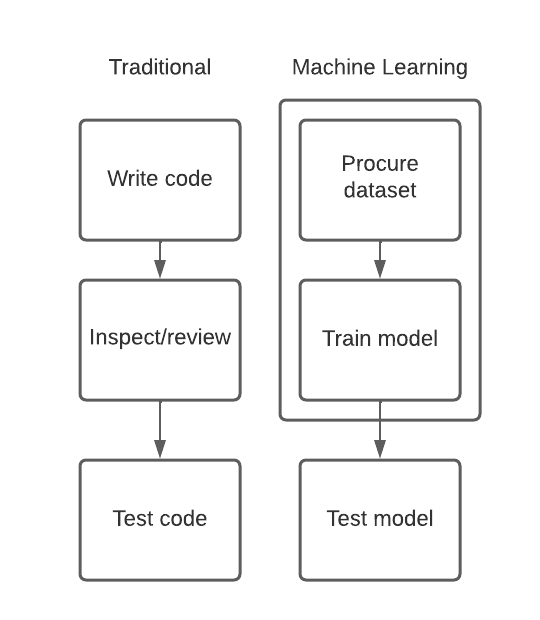 Traditional
Machine Learning
Write code
Procure
dataset
Inspect/review
Train model
Test code
Test model